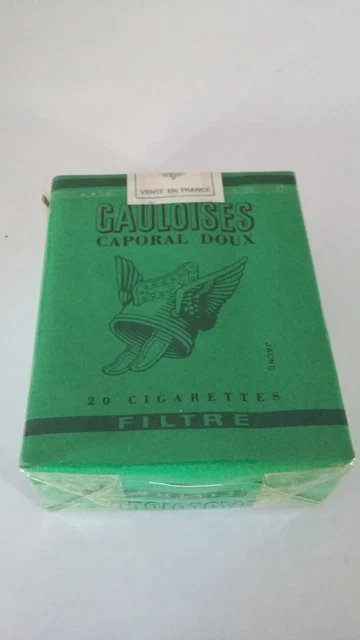 VENTE EN FRANCE
GAULOISES
CAPORAL DOUX
JACNO
20 CIGARETTES
FILTRE